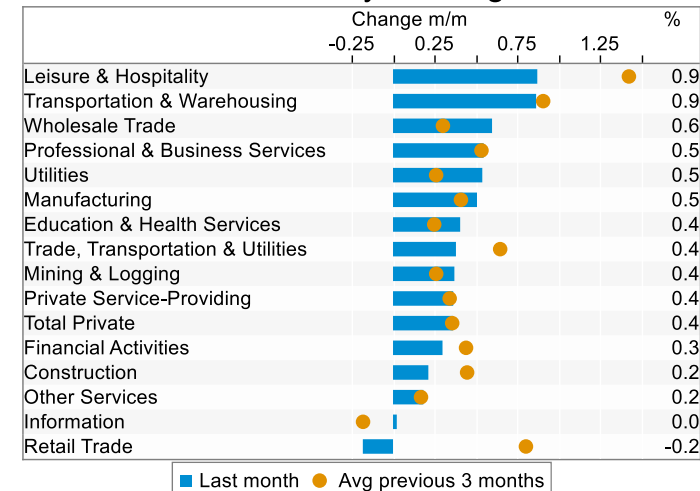 Change m/m %
-0.25 0.25 0.75 1.25
Leisure & Hospitality 0.9
Transportation & Warehousing 0.9
Wholesale Trade 0.6
Professional & Business Services 0.5
Utilities 0.5
Manufacturing 0.5
Education & Health Services 0.4
Trade, Transportation & Utilities 0.4
Mining & Logging 0.4
Private Service-Providing 0.4
Total Private 0.4
Financial Activities 0.3
Construction 0.2
Other Services 0.2
Information 0.0
Retail Trade -0.2
Last month Avg previous 3 months